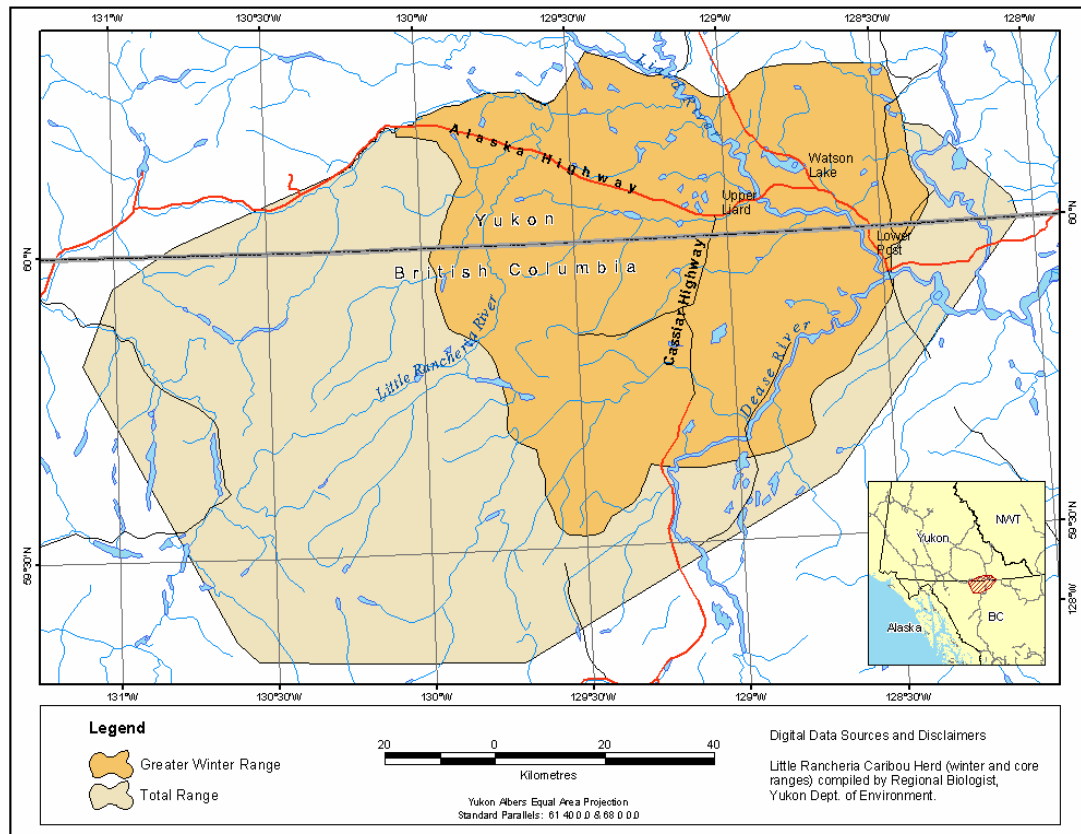 131°W 130°30'W 130°W 129°30'W 129°W 128°30'W 128°W
Liard River
Alaska Highway
Watson
Lake
Upper
Liard
60°N
Yukon
Lower
Post
60°N
British Columbia
Cassiar Highway
Little Rancheria River
Dease River
NWT
Yukon
BC
Alaska
59°30'N
59°30'N
128°W
131°W 130°30'W 130°W 129°30'W 129°W 128°30'W
Legend
Greater Winter Range
Total Range
20 0 20 40
Kilometres
Yukon Albers Equal Area Projection
Standard Parallels: 61 40 0.0 & 68 0 0.0
Digital Data Sources and Disclaimers
Little Rancheria Caribou Herd (winter and core
ranges) compiled by Regional Biologist,
Yukon Dept. of Environment.